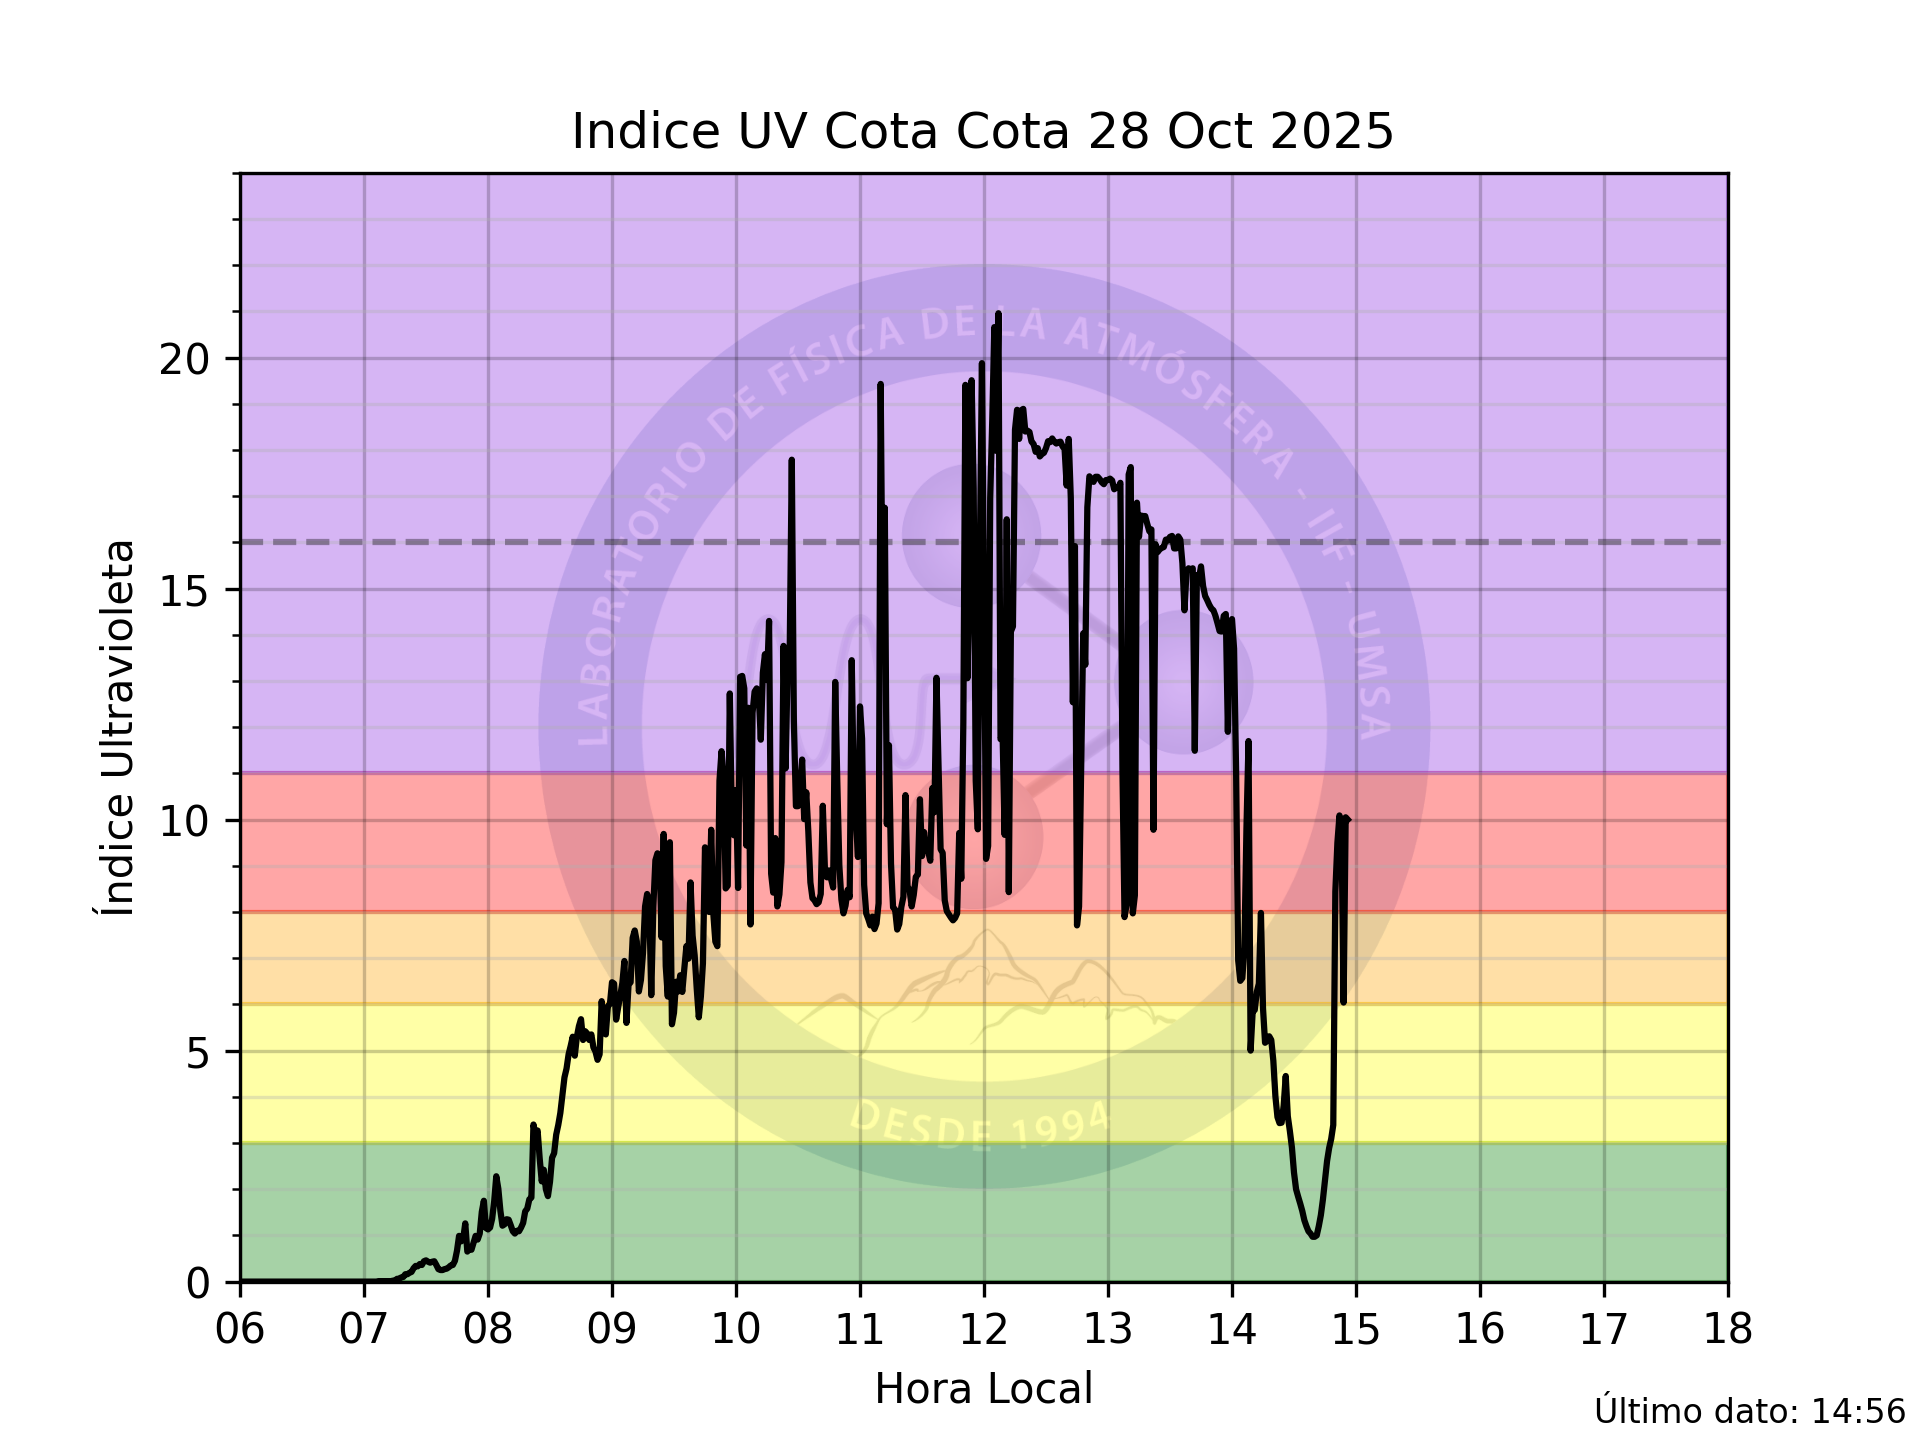 Indice UV Cota Cota 28 Oct 2025
LABORATORIO DE FÍSICA DE LA ATMÓSFERA - IIF - UMSA
DESDE 1994
Índice Ultravioleta
20
15
10
5
0
06 07 08 09 10 11 12 13 14 15 16 17 18
Hora Local
Último dato: 14:56